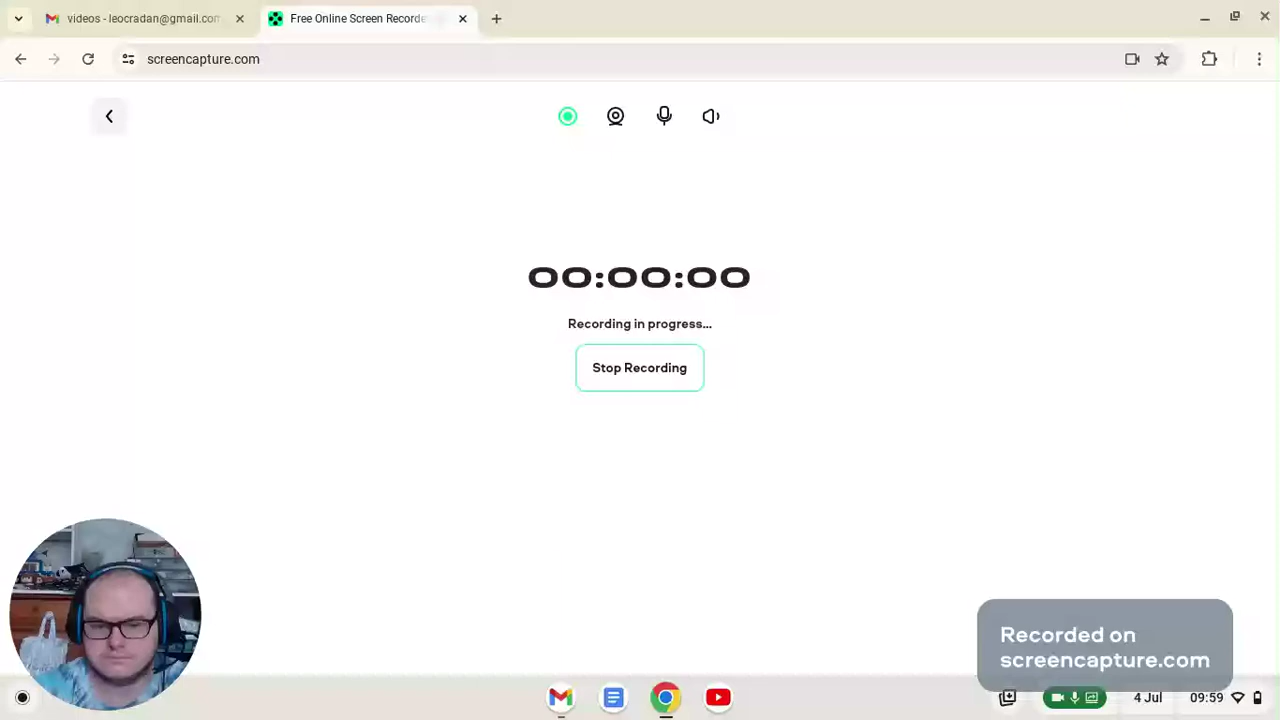 videos - leocradan@gmail.com
Free Online Screen Recorde
screencapture.com
00:00:00
Recording in progress...
Stop Recording
Recorded on
screencapture.com
4 Jul
09:59